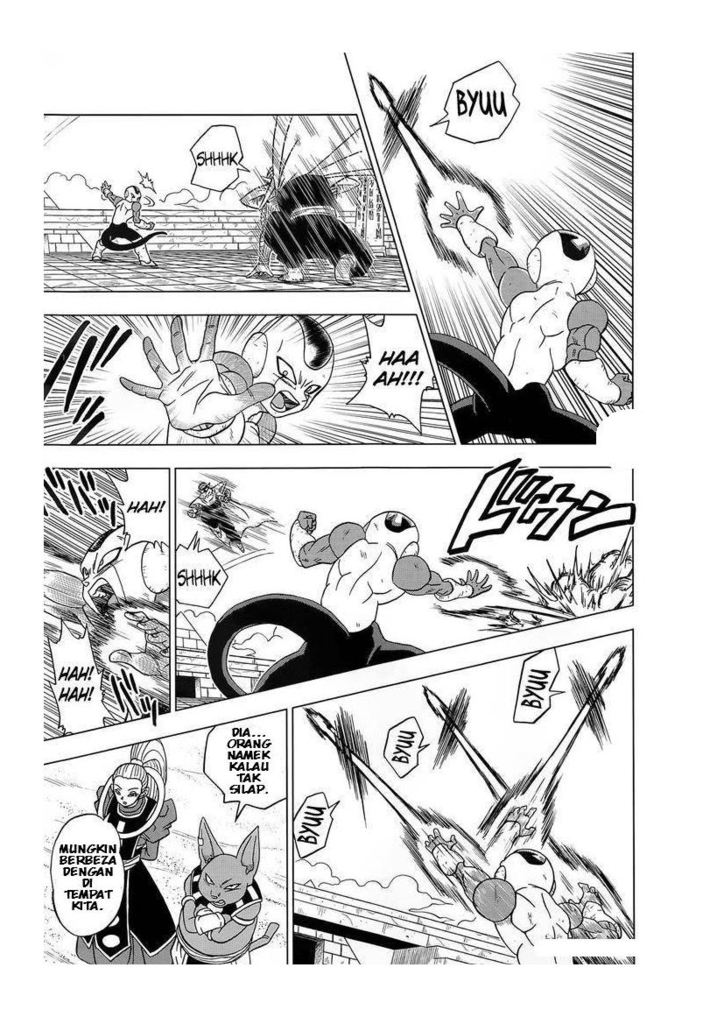 BYUU
SHHHK
HAA
AH!!!
SHHHK
HAH!
HAH!
HAH!
BYUU
BYUU
BYUU
DIA...
ORANG
NAMEK
KALAU
TAK
SILAP.
MUNGKIN
BERBEZA
DENGAN
DI
TEMPAT
KITA.